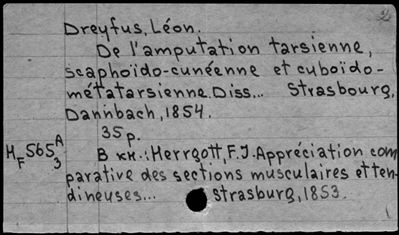 Dreyfus, Léon.
De l'amputation tarsienne,
scaphoïdo-cunéenne et cuboïdo-
métatarsienne. Diss... Strasbourg,
Dannbach, 1854.
35 p.
HF565 A/3
В кн.: Herrgott, F.J. Appréciation com
parative des sections musculaires et ten-
dineuses... Strasburg, 1853.